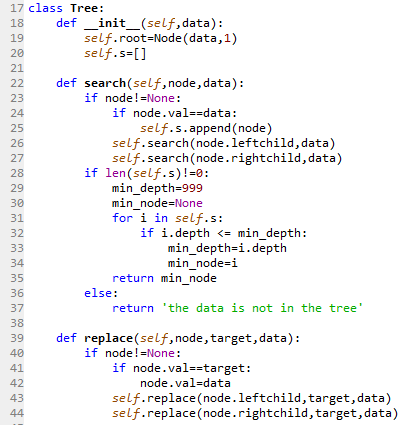 17 class Tree:
18     def __init__(self,data):
19         self.root=Node(data,1)
20         self.s=[]
21
22     def search(self,node,data):
23         if node!=None:
24             if node.val==data:
25                 self.s.append(node)
26             self.search(node.leftchild,data)
27             self.search(node.rightchild,data)
28         if len(self.s)!=0:
29             min_depth=999
30             min_node=None
31             for i in self.s:
32                 if i.depth <= min_depth:
33                     min_depth=i.depth
34                     min_node=i
35             return min_node
36         else:
37             return 'the data is not in the tree'
38
39     def replace(self,node,target,data):
40         if node!=None:
41             if node.val==target:
42                 node.val=data
43             self.replace(node.leftchild,target,data)
44             self.replace(node.rightchild,target,data)